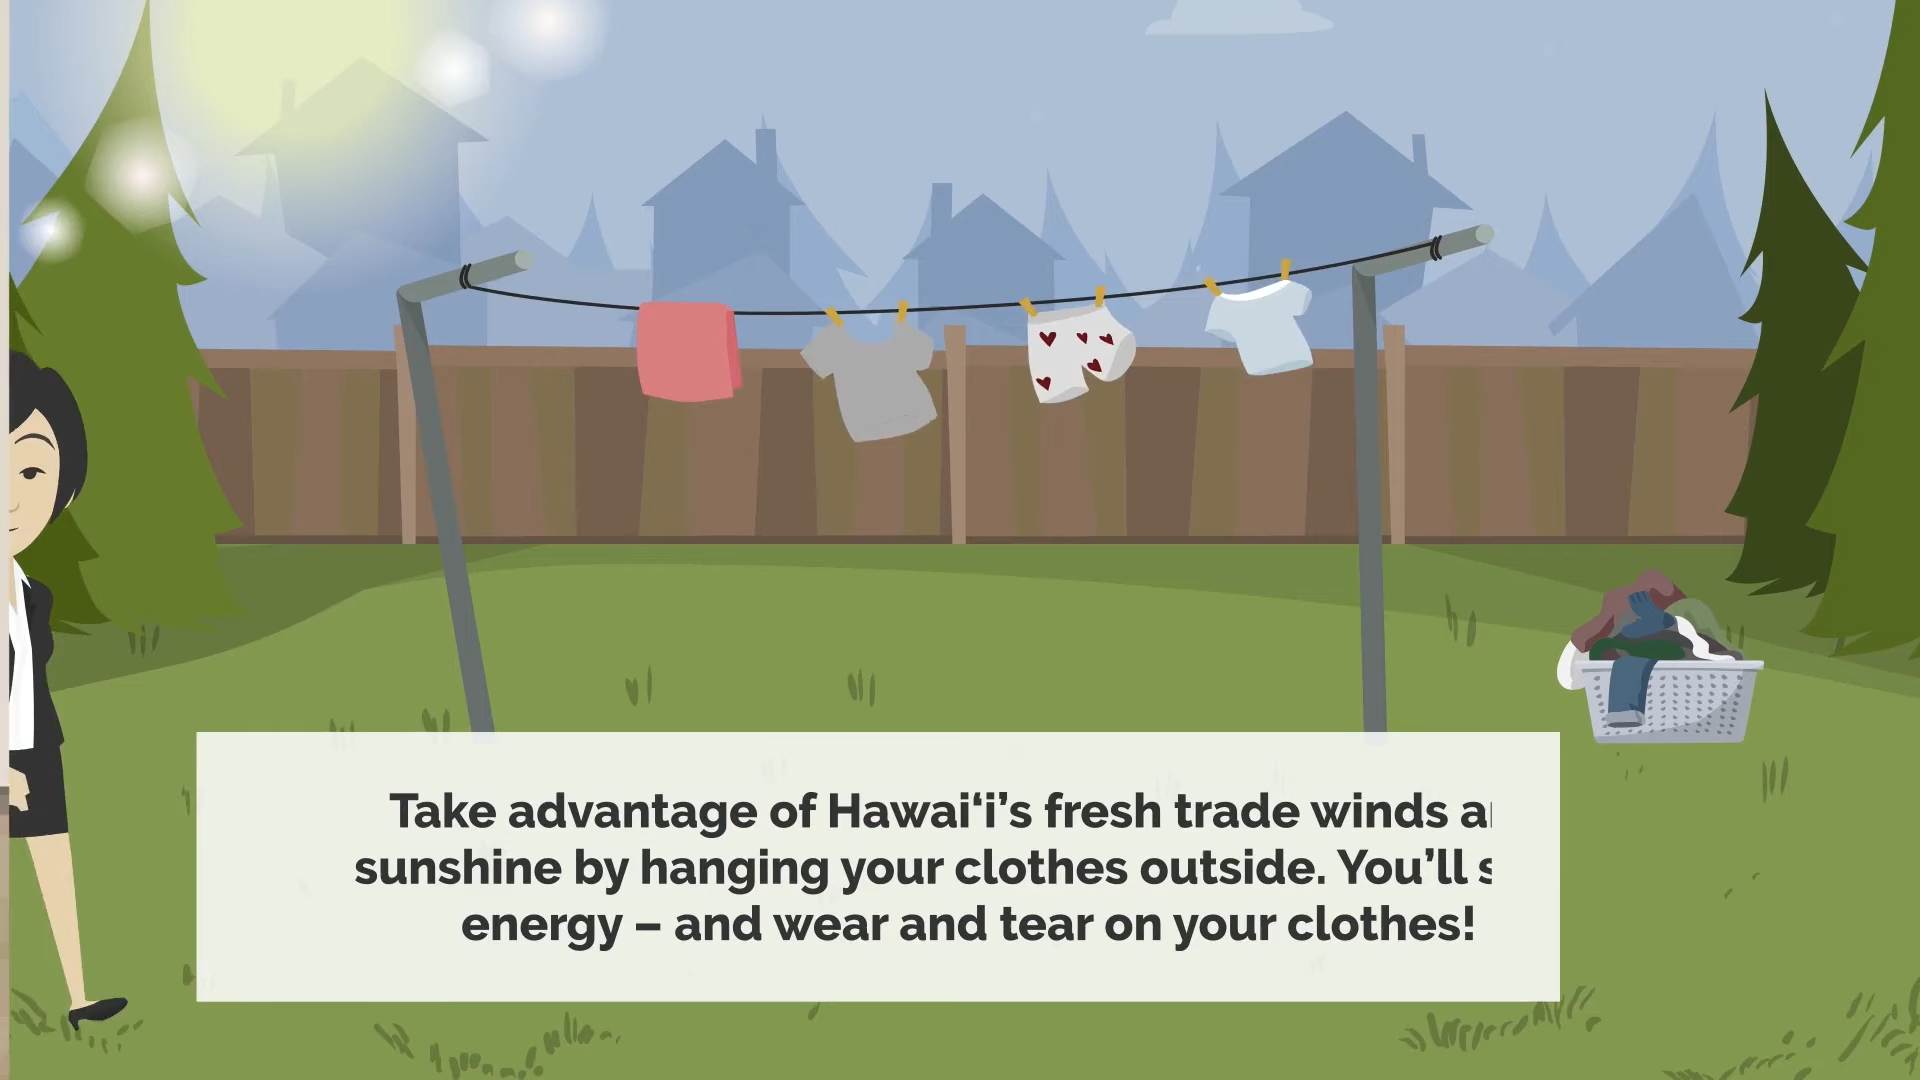 Take advantage of Hawaiʻi’s fresh trade winds
sunshine by hanging your clothes outside. You’ll
energy – and wear and tear on your clothes!